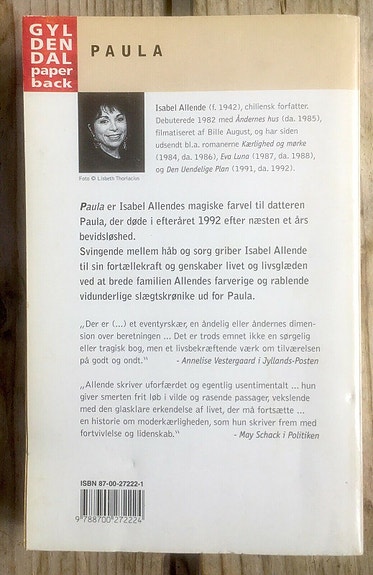 GYL
DEN
DAL
paper
back
PAULA
Isabel Allende (f. 1942), chilensk forfatter.
Debuterede 1982 med Åndernes hus (da. 1985),
filmatiseret af Bille August, og har siden
udsendt bl.a. romanerne Kærlighed og mørke
(1984, da. 1986), Eva Luna (1987, da. 1988),
og Den Uendelige Plan (1991, da. 1992).
Foto © Lisbeth Thorlacius
Paula er Isabel Allendes magiske farvel til datteren
Paula, der døde i efteråret 1992 efter næsten et års
bevidsløshed.
Svingende mellem håb og sorg griber Isabel Allende
til sin fortællekraft og genskaber livet og livsglæden
ved at brede familien Allendes farverige og rablende
vidunderlige slægtskrønike ud for Paula.
„Der er (...) et eventyrskær, en åndelig eller åndernes dimen-
sion over beretningen ... Det er trods emnet ikke en sørgelig
eller tragisk bog, men et livsbekræftende værk om tilværelsen
på godt og ondt.“ - Annelise Vestergaard i Jyllands-Posten
„Allende skriver uforfærdet og egentlig usentimentalt ... hun
giver smerten frit løb i vilde og rasende passager, vekslende
med den glasklare erkendelse af livet, der må fortsætte ...
en historie om moderkærligheden, som hun skriver frem med
fortvivlelse og lidenskab.“ - May Schack i Politiken
ISBN 87-00-27222-1
9 788700 272224